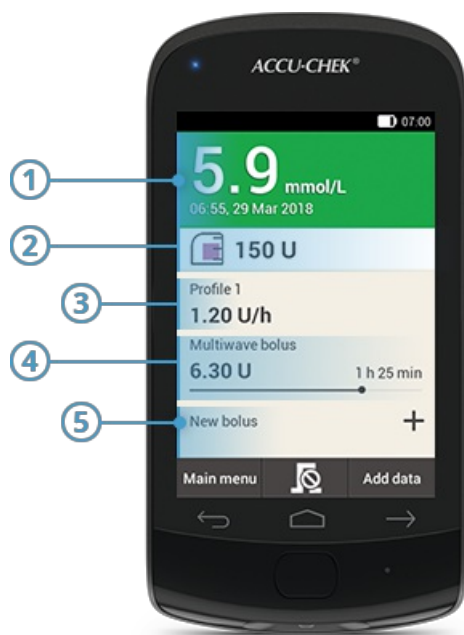 ACCU-CHEK®
07:00
1
5.9 mmol/L
06:55, 29 Mar 2018
2
150 U
Profile 1
3
1.20 U/h
Multiwave bolus
4
6.30 U
1 h 25 min
5
New bolus
+
Main menu
Add data